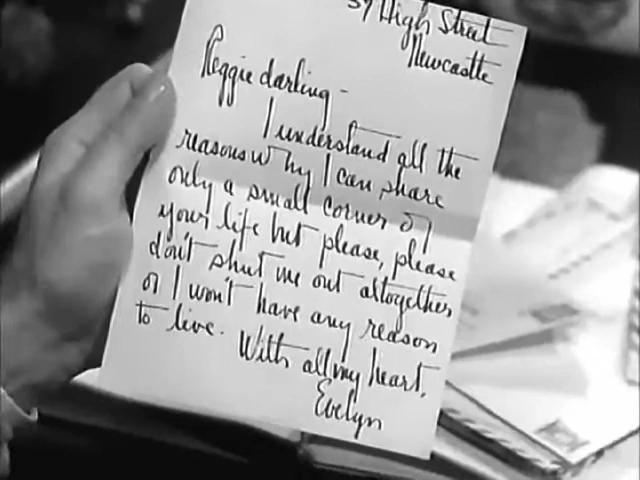 37 High Street
Newcastle
Reggie darling -
I understand all the
reasons why I can share
only a small corner of
your life but please, please
don't shut me out altogether
or I won't have any reason
to live.
With all my heart,
Evelyn